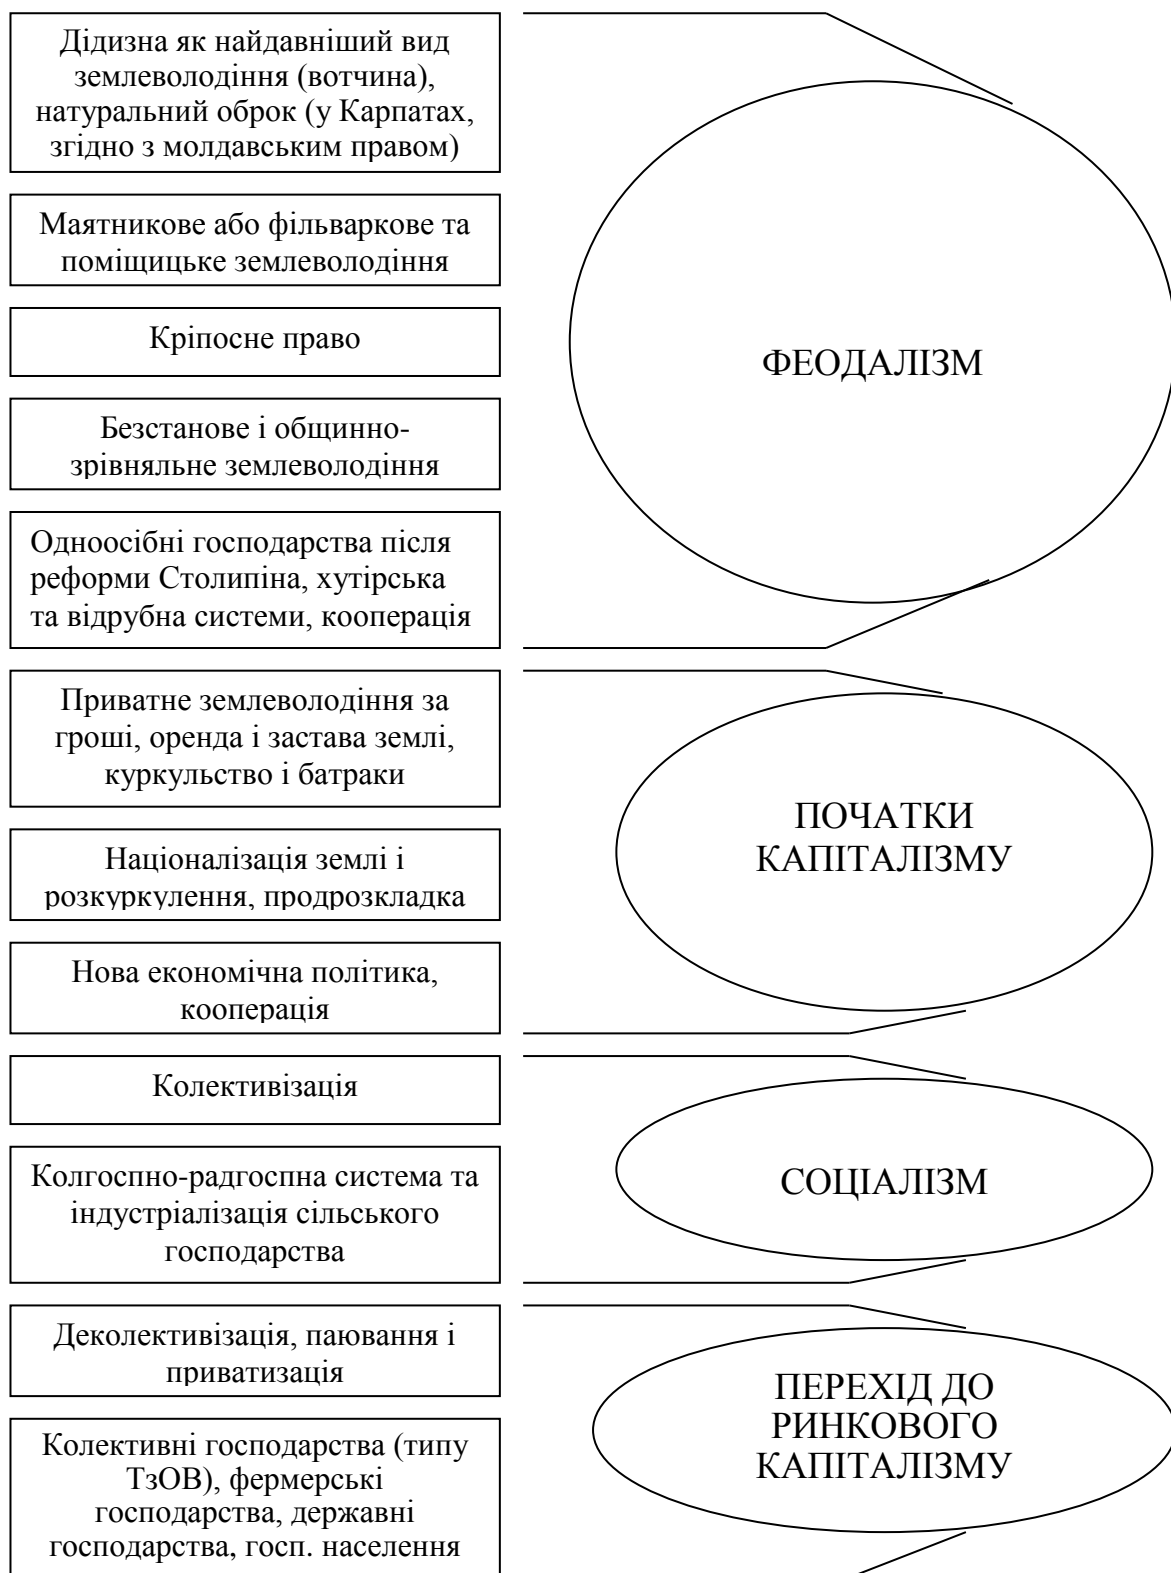 Дідизна як найдавніший вид
землеволодіння (вотчина),
натуральний оброк (у Карпатах,
згідно з молдавським правом)
Маятникове або фільваркове та
поміщицьке землеволодіння
Кріпосне право
Безстанове і общинно-
зрівняльне землеволодіння
Одноосібні господарства після
реформи Столипіна, хутірська
та відрубна системи, кооперація
ФЕОДАЛІЗМ
Приватне землеволодіння за
гроші, оренда і застава землі,
куркульство і батраки
Націоналізація землі і
розкуркулення, продрозкладка
Нова економічна політика,
кооперація
ПОЧАТКИ
КАПІТАЛІЗМУ
Колективізація
Колгоспно-радгоспна система та
індустріалізація сільського
господарства
СОЦІАЛІЗМ
Деколективізація, паювання і
приватизація
Колективні господарства (типу
ТзОВ), фермерські
господарства, державні
господарства, госп. населення
ПЕРЕХІД ДО
РИНКОВОГО
КАПІТАЛІЗМУ